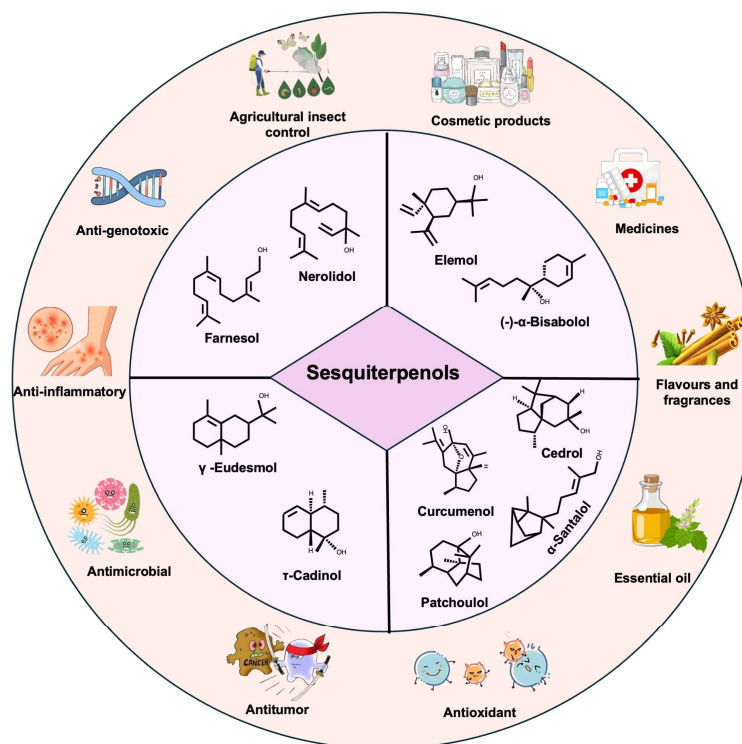 Agricultural insect
control
Cosmetic products
Anti-genotoxic
Medicines
OH
Nerolidol
OH
Farnesol
OH
Elemol
OH
(-)-α-Bisabolol
Sesquiterpenols
Anti-inflammatory
Flavours and
fragrances
OH
γ -Eudesmol
H
H
OH
τ-Cadinol
OH
O
H
Curcumenol
H
H
OH
Cedrol
OH
α-Santalol
OH
Patchoulol
Antimicrobial
Essential oil
CANCER
Antitumor
Antioxidant